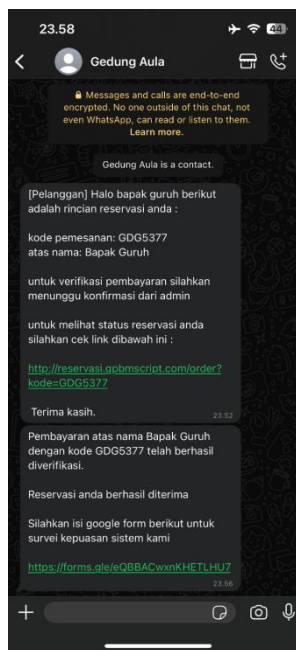 23.58
44
Gedung Aula
Messages and calls are end-to-end
encrypted. No one outside of this chat, not
even WhatsApp, can read or listen to them.
Learn more.
Gedung Aula is a contact.
[Pelanggan] Halo bapak guruh berikut
adalah rincian reservasi anda :
kode pemesanan: GDG5377
atas nama: Bapak Guruh
untuk verifikasi pembayaran silahkan
menunggu konfirmasi dari admin
untuk melihat status reservasi anda
silahkan cek link dibawah ini :
http://reservasi.gpbmscript.com/order?
kode=GDG5377
Terima kasih.
23.52
Pembayaran atas nama Bapak Guruh
dengan kode GDG5377 telah berhasil
diverifikasi.
Reservasi anda berhasil diterima
Silahkan isi google form berikut untuk
survei kepuasan sistem kami
https://forms.gle/eQBBACwxnKHETLHU7
23.56